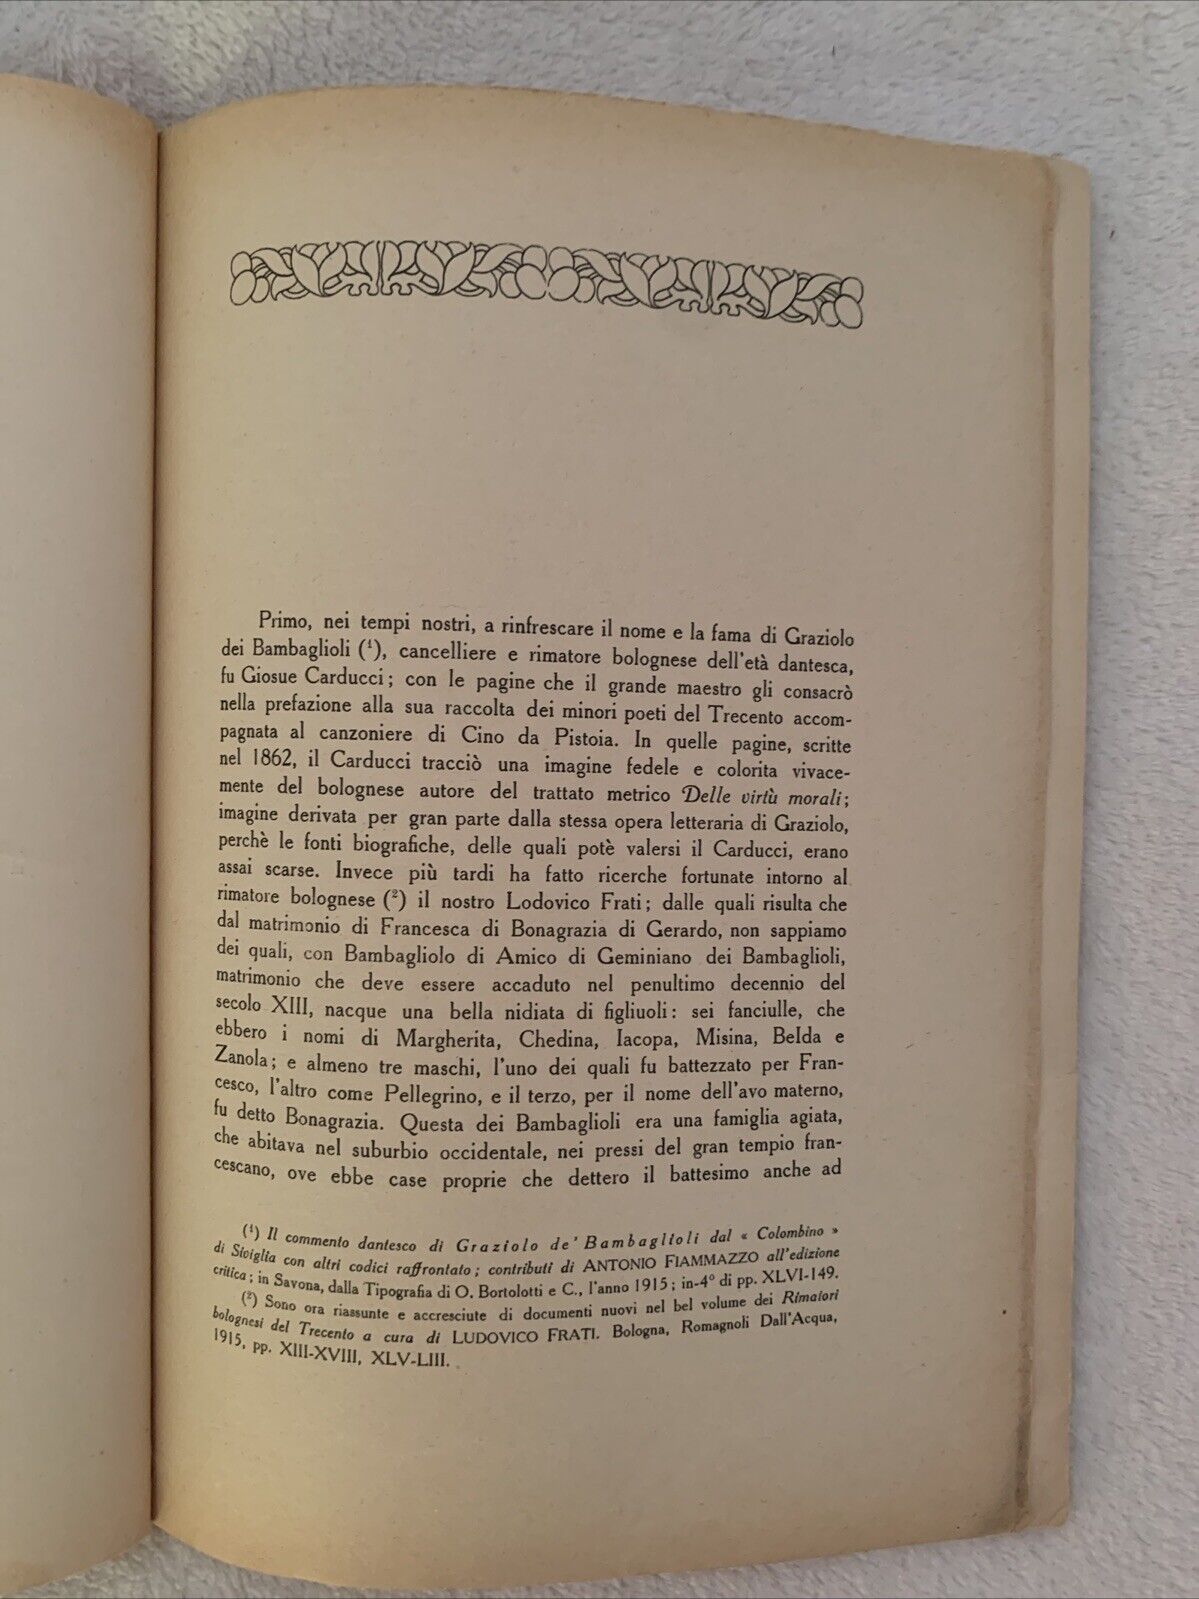 Primo, nei tempi nostri, a rinfrescare il nome e la fama di Graziolo
dei Bambaglioli (¹), cancelliere e rimatore bolognese dell'età dantesca,
fu Giosue Carducci; con le pagine che il grande maestro gli consacrò
nella prefazione alla sua raccolta dei minori poeti del Trecento accom-
pagnata al canzoniere di Cino da Pistoia. In quelle pagine, scritte
nel 1862, il Carducci tracciò una imagine fedele e colorita vivace-
mente del bolognese autore del trattato metrico Delle virtù morali;
imagine derivata per gran parte dalla stessa opera letteraria di Graziolo,
perchè le fonti biografiche, delle quali potè valersi il Carducci, erano
assai scarse. Invece più tardi ha fatto ricerche fortunate intorno al
rimatore bolognese (²) il nostro Lodovico Frati; dalle quali risulta che
dal matrimonio di Francesca di Bonagrazia di Gerardo, non sappiamo
dei quali, con Bambagliolo di Amico di Geminiano dei Bambaglioli,
matrimonio che deve essere accaduto nel penultimo decennio del
secolo XIII, nacque una bella nidiata di figliuoli: sei fanciulle, che
ebbero i nomi di Margherita, Chedina, Iacopa, Misina, Belda e
Zanola; e almeno tre maschi, l'uno dei quali fu battezzato per Fran-
cesco, l'altro come Pellegrino, e il terzo, per il nome dell'avo materno,
fu detto Bonagrazia. Questa dei Bambaglioli era una famiglia agiata,
che abitava nel suburbio occidentale, nei pressi del gran tempio fran-
cescano, ove ebbe case proprie che dettero il battesimo anche ad
(¹) Il commento dantesco di Graziolo de' Bambaglioli dal « Colombino »
di Siviglia con altri codici raffrontato; contributi di ANTONIO FIAMMAZZO all'edizione
critica; in Savona, dalla Tipografia di O. Bortolotti e C., l'anno 1915; in-4° di pp. XLVI-149.
(²) Sono ora riassunte e accresciute di documenti nuovi nel bel volume dei Rimatori
bolognesi del Trecento a cura di LUDOVICO FRATI. Bologna, Romagnoli Dall'Acqua,
1915, pp. XIII-XVIII, XLV-LIII.